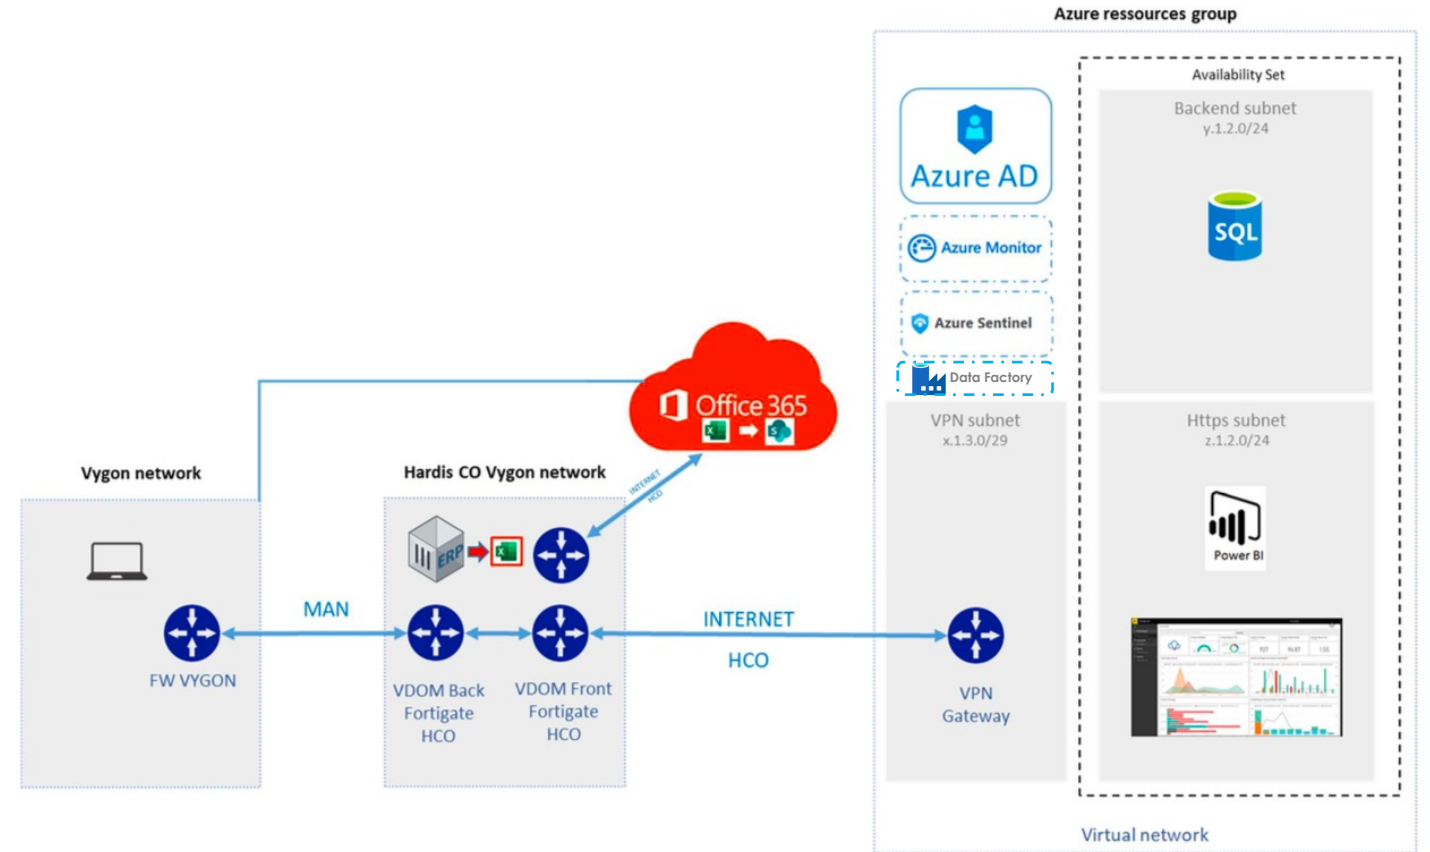 Azure ressources group
Availability Set
Backend subnet
y.1.2.0/24
SQL
Azure AD
Azure Monitor
Azure Sentinel
Data Factory
VPN subnet
x.1.3.0/29
Https subnet
z.1.2.0/24
Power BI
Office 365
INTERNET
HCO
Vygon network
Hardis CO Vygon network
ERP
MAN
INTERNET
HCO
FW VYGON
VDOM Back
Fortigate
HCO
VDOM Front
Fortigate
HCO
VPN
Gateway
Virtual network